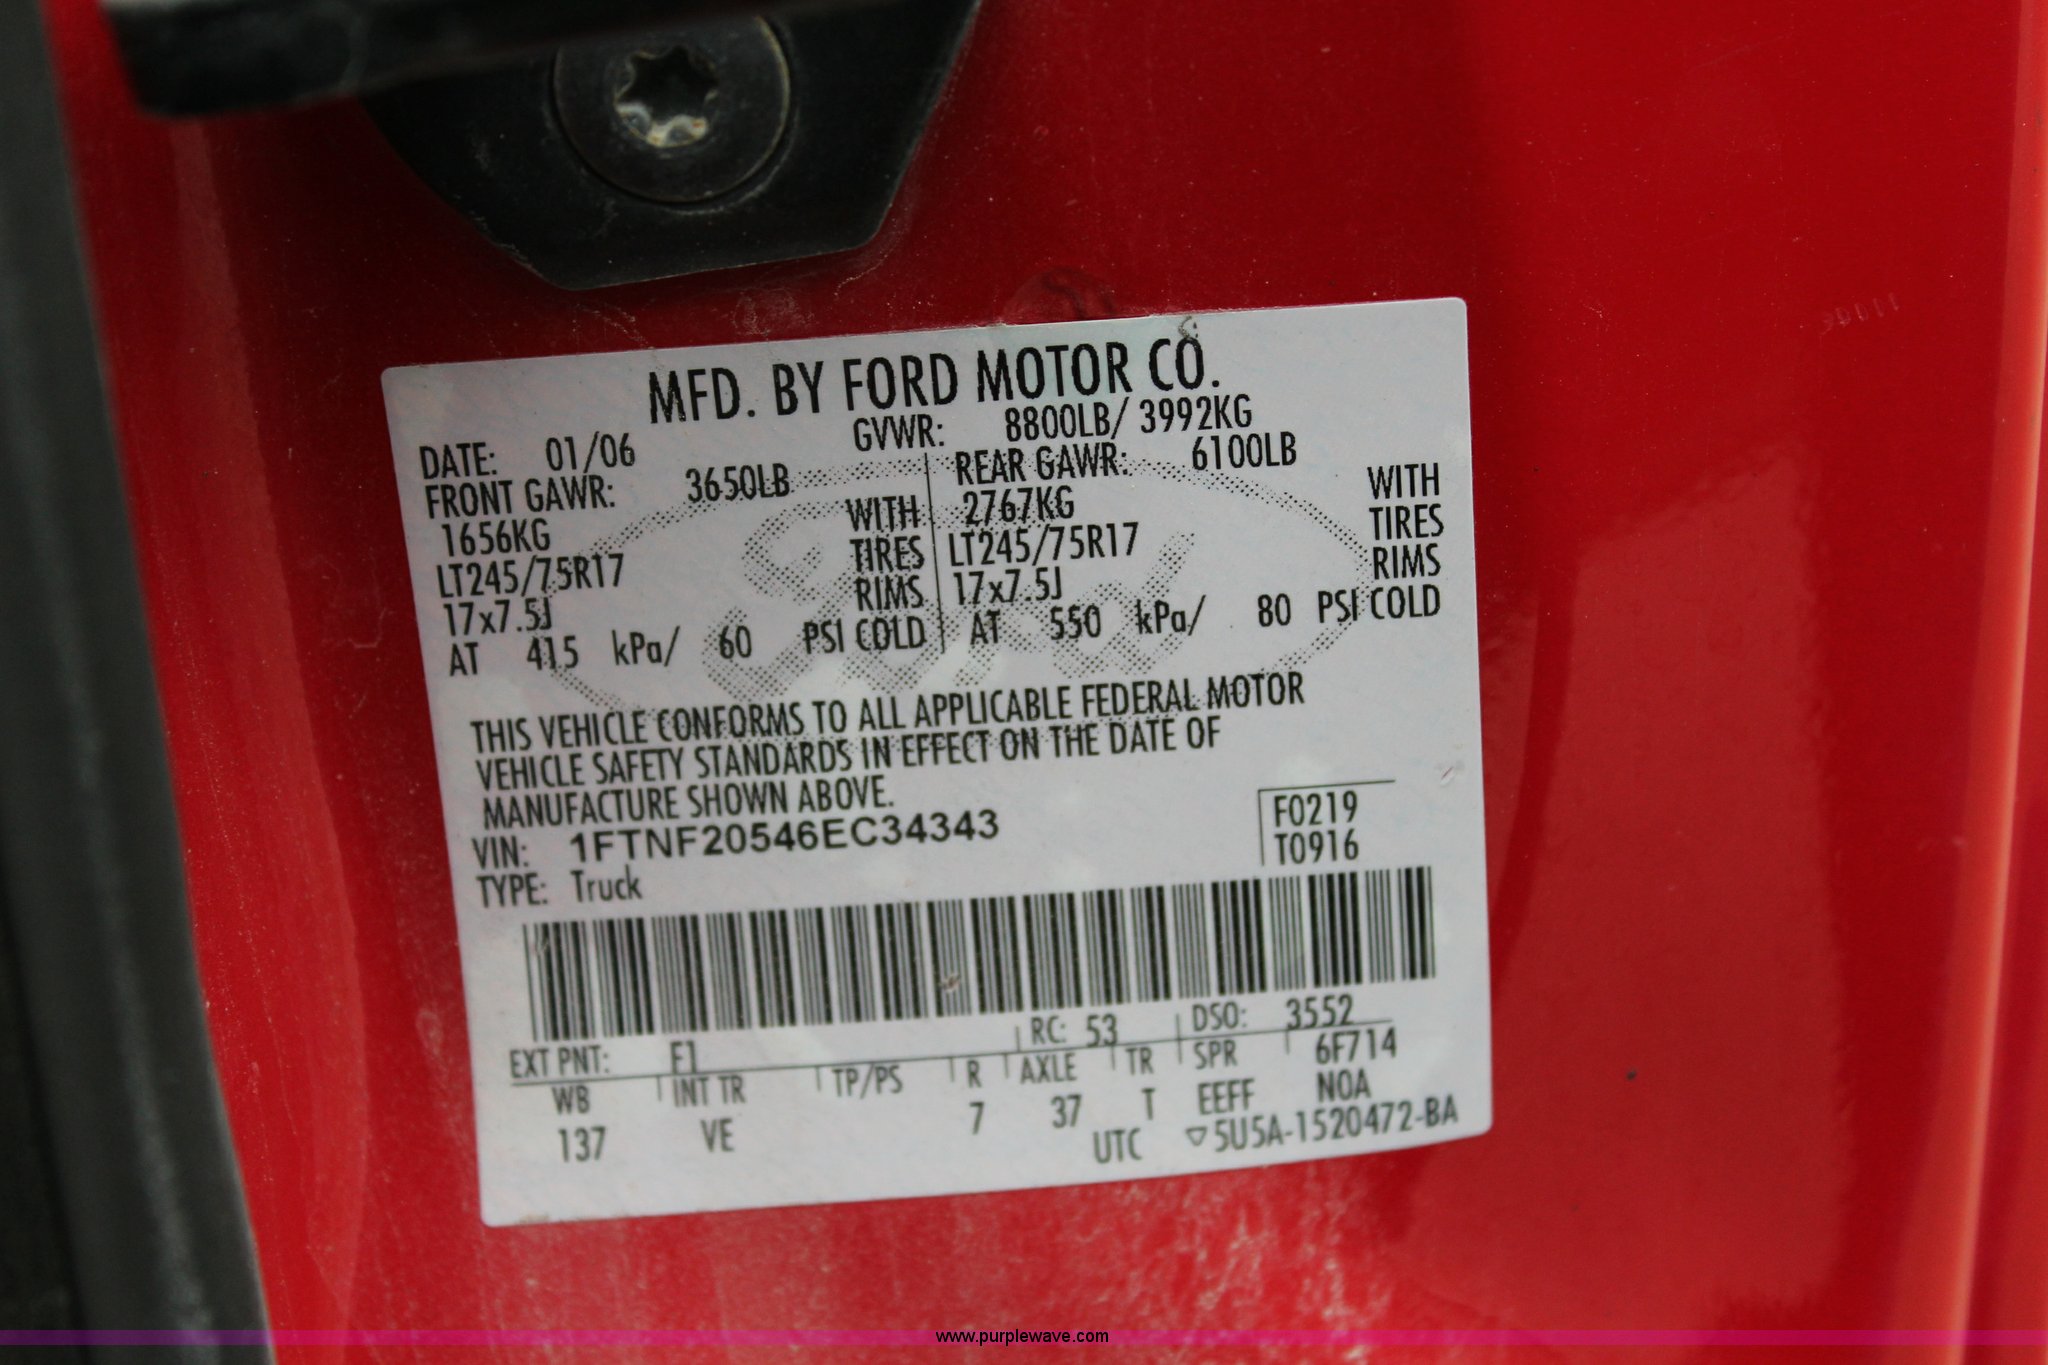 MFD. BY FORD MOTOR CO.
DATE: 01/06 GVWR: 8800LB/ 3992KG
FRONT GAWR: 3650LB REAR GAWR: 6100LB
1656KG WITH 2767KG WITH
LT245/75R17 TIRES LT245/75R17 TIRES
17x7.5J RIMS 17x7.5J RIMS
AT 415 kPa/ 60 PSI COLD AT 550 kPa/ 80 PSI COLD
THIS VEHICLE CONFORMS TO ALL APPLICABLE FEDERAL MOTOR
VEHICLE SAFETY STANDARDS IN EFFECT ON THE DATE OF
MANUFACTURE SHOWN ABOVE.
VIN: 1FTNF20546EC34343 F0219
TYPE: Truck T0916
EXT PNT: F1 RC: 53 DSO: 3552
WB INT TR TP/PS R AXLE TR SPR 6F714
137 VE 7 37 T EEFF NOA
UTC ▽5U5A-1520472-BA
Ford
www.purplewave.com